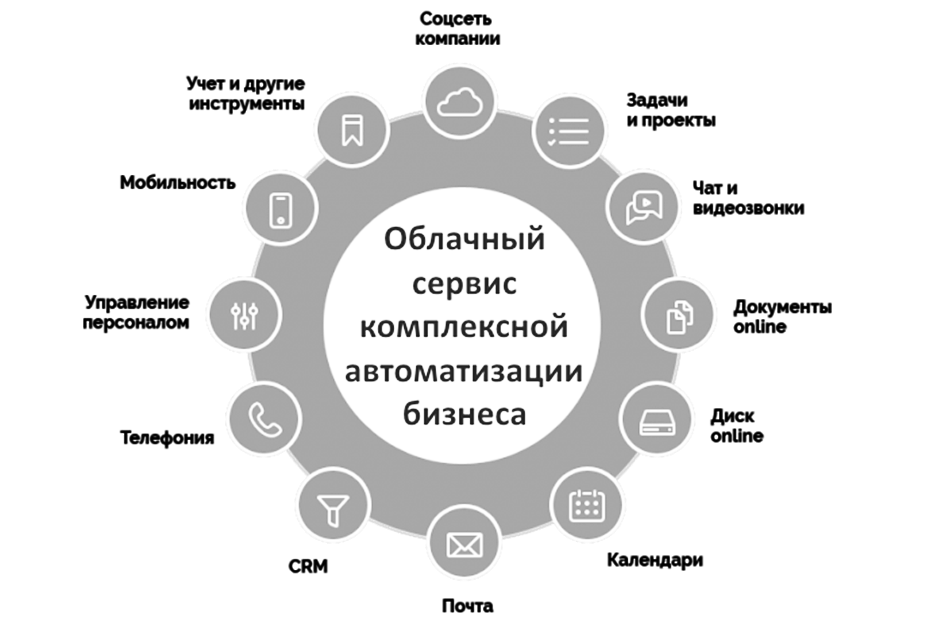 Соцсеть
компании
Задачи
и проекты
Чат и
видеозвонки
Документы
online
Диск
online
Календари
Почта
CRM
Телефония
Управление
персоналом
Мобильность
Учет и другие
инструменты
Облачный
сервис
комплексной
автоматизации
бизнеса